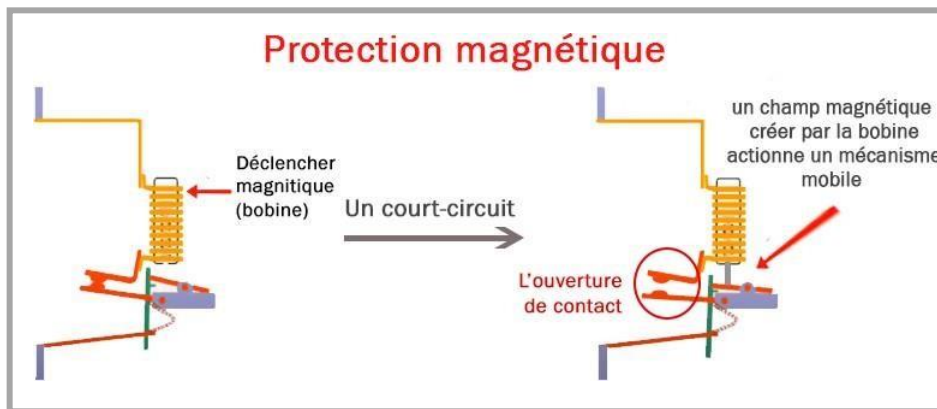 Protection magnétique
Déclencher
magnitique
(bobine)
Un court-circuit
un champ magnétique
créer par la bobine
actionne un mécanisme
mobile
L'ouverture
de contact